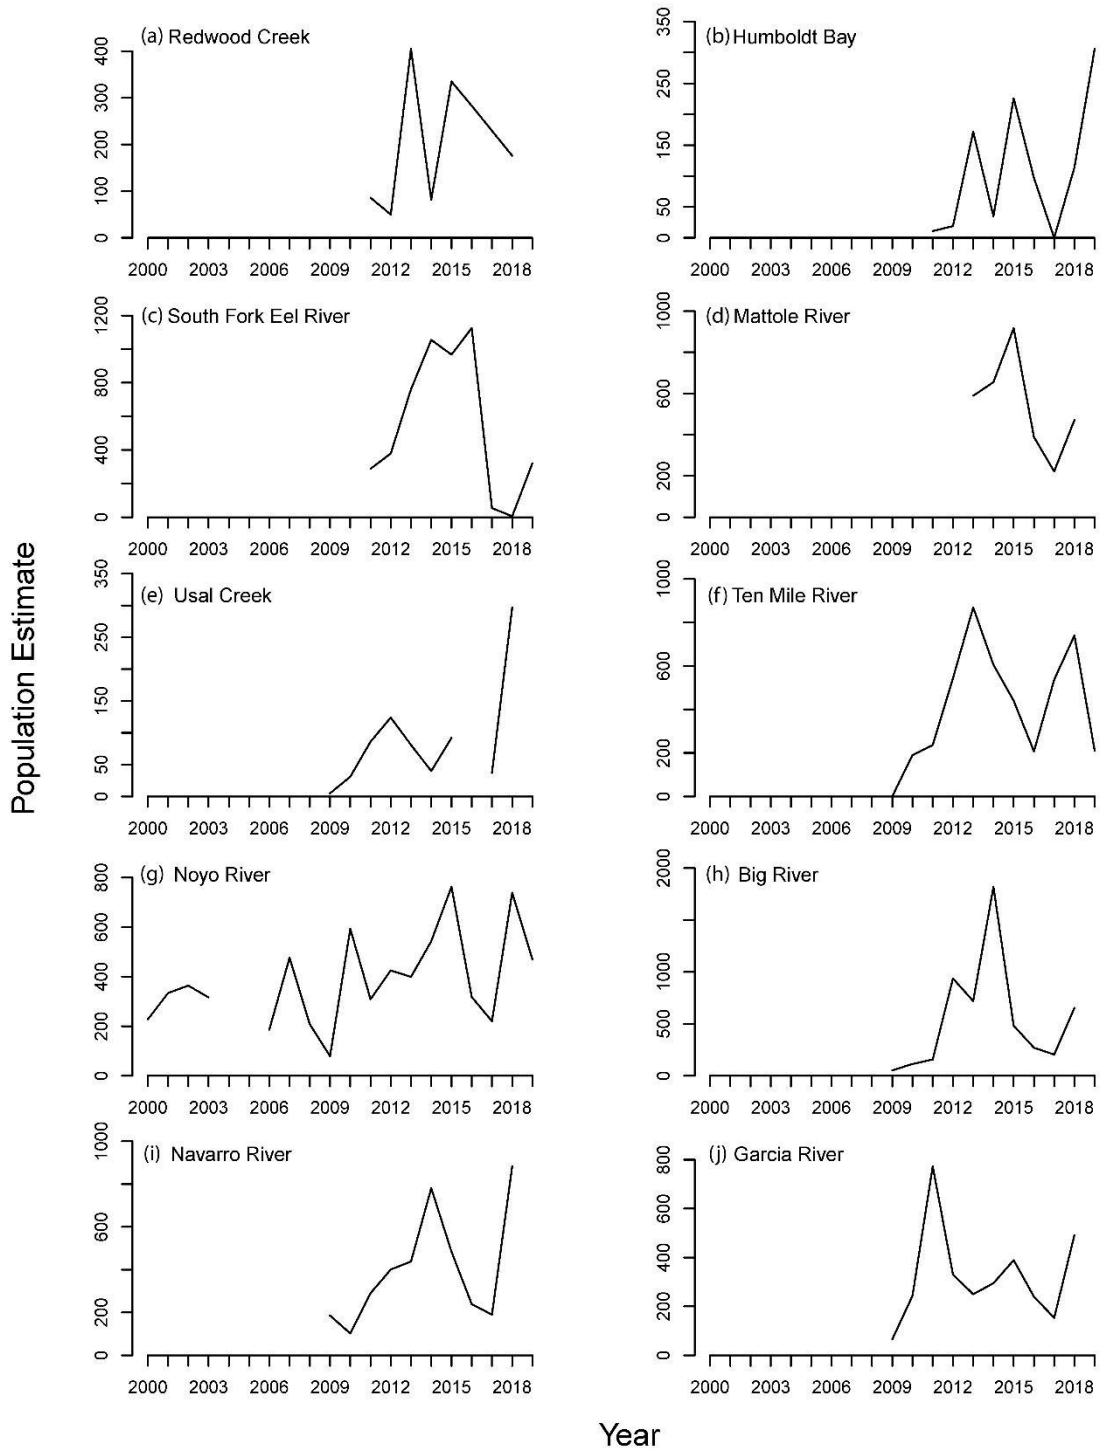 (a) Redwood Creek
400
300
200
100
0
2000 2003 2006 2009 2012 2015 2018
(b) Humboldt Bay
350
250
150
50
0
2000 2003 2006 2009 2012 2015 2018
(c) South Fork Eel River
1200
800
400
0
2000 2003 2006 2009 2012 2015 2018
(d) Mattole River
1000
600
200
0
2000 2003 2006 2009 2012 2015 2018
(e) Usal Creek
350
250
150
50
0
2000 2003 2006 2009 2012 2015 2018
(f) Ten Mile River
1000
600
200
0
2000 2003 2006 2009 2012 2015 2018
(g) Noyo River
800
600
400
200
0
2000 2003 2006 2009 2012 2015 2018
(h) Big River
2000
1000
500
0
2000 2003 2006 2009 2012 2015 2018
(i) Navarro River
1000
600
200
0
2000 2003 2006 2009 2012 2015 2018
(j) Garcia River
800
600
400
200
0
2000 2003 2006 2009 2012 2015 2018
Population Estimate
Year